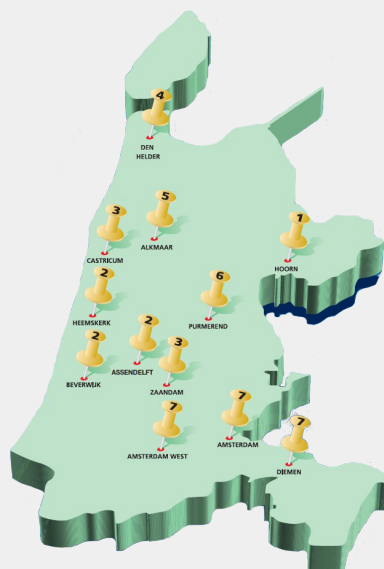 4
DEN
HELDER
5
ALKMAAR
3
CASTRICUM
1
HOORN
2
HEEMSKERK
6
PURMEREND
2
ASSENDELFT
2
BEVERWIJK
3
ZAANDAM
7
AMSTERDAM
7
AMSTERDAM WEST
7
DIEMEN